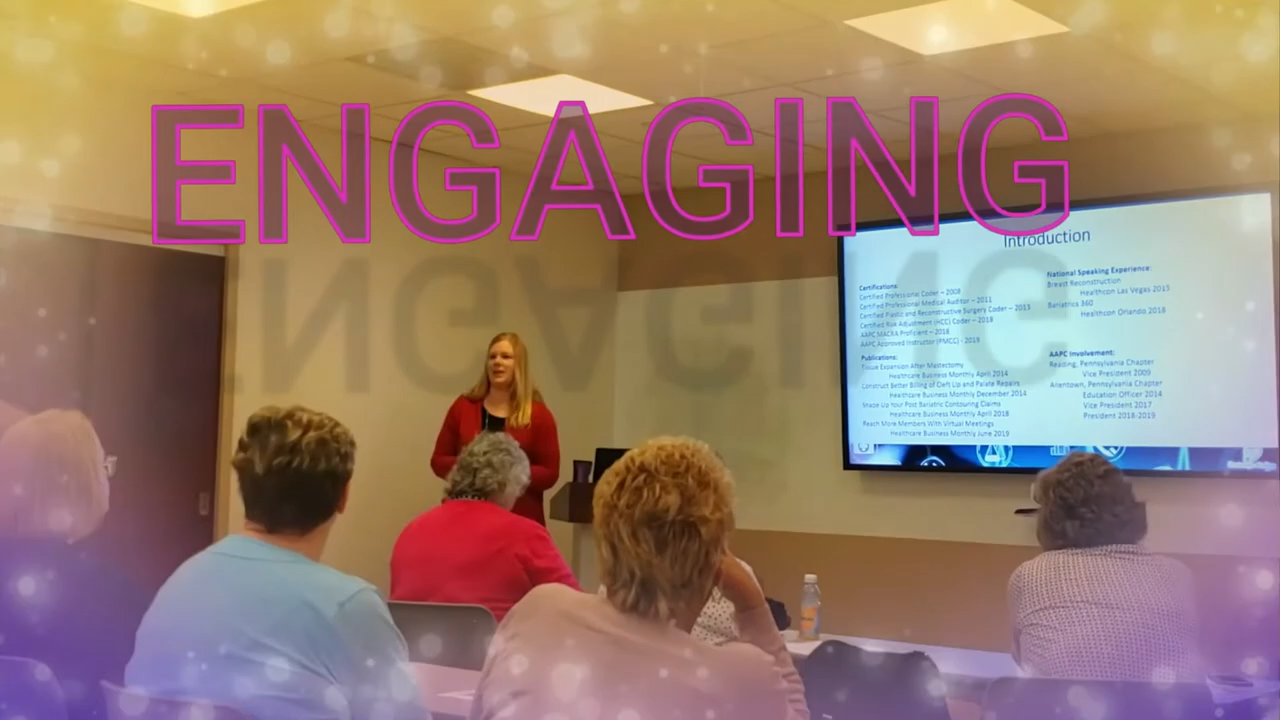 ENGAGING
Introduction
Certifications:
Certified Professional Coder – 2008
Certified Professional Medical Auditor – 2011
Certified Plastic and Reconstructive Surgery Coder – 2013
Certified Risk Adjustment (HCC) Coder – 2018
AAPC MACRA Proficient – 2018
AAPC Approved Instructor (PMCC) - 2019
Publications:
Tissue Expansion After Mastectomy
Healthcare Business Monthly April 2014
Construct Better Billing of Cleft Lip and Palate Repairs
Healthcare Business Monthly December 2014
Shape Up Your Post Bariatric Contouring Claims
Healthcare Business Monthly April 2018
Reach More Members With Virtual Meetings
Healthcare Business Monthly June 2019
National Speaking Experience:
Breast Reconstruction
Healthcon Las Vegas 2015
Bariatrics 360
Healthcon Orlando 2018
AAPC Involvement:
Reading, Pennsylvania Chapter
Vice President 2009
Allentown, Pennsylvania Chapter
Education Officer 2014
Vice President 2017
President 2018-2019